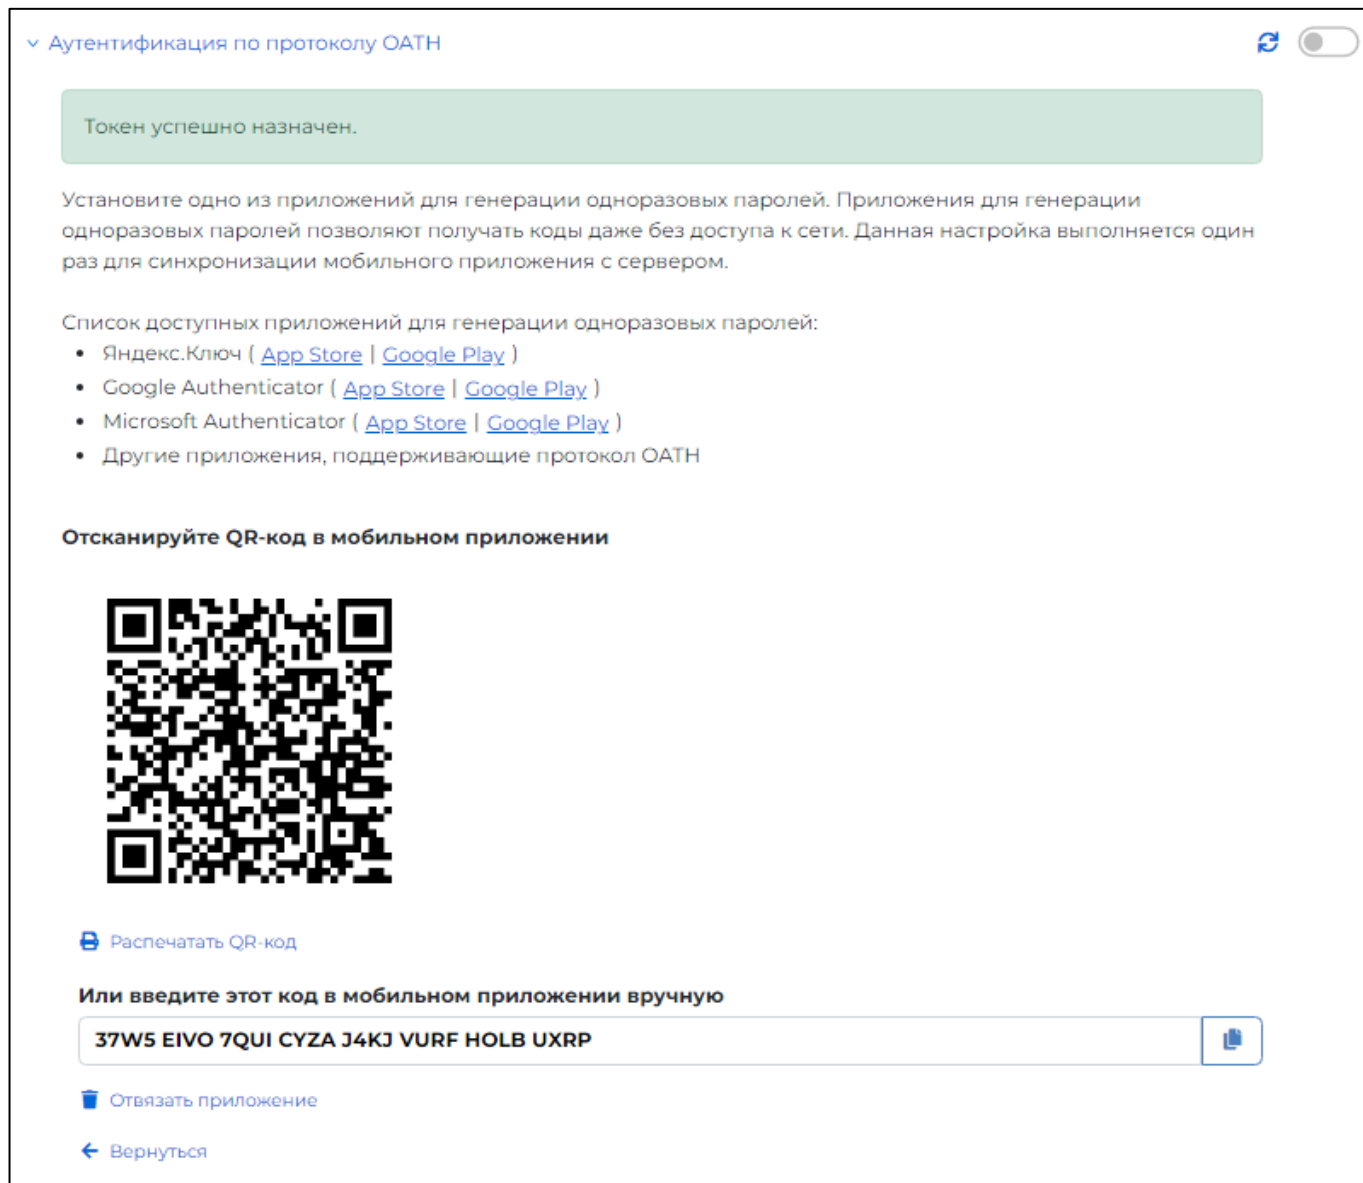 Аутентификация по протоколу OATH
Токен успешно назначен.
Установите одно из приложений для генерации одноразовых паролей. Приложения для генерации
одноразовых паролей позволяют получать коды даже без доступа к сети. Данная настройка выполняется один
раз для синхронизации мобильного приложения с сервером.
Список доступных приложений для генерации одноразовых паролей:
• Яндекс.Ключ ( App Store | Google Play )
• Google Authenticator ( App Store | Google Play )
• Microsoft Authenticator ( App Store | Google Play )
• Другие приложения, поддерживающие протокол OATH
Отсканируйте QR-код в мобильном приложении
Распечатать QR-код
Или введите этот код в мобильном приложении вручную
37W5 EIVO 7QUI CYZA J4KJ VURF HOLB UXRP
Отвязать приложение
Вернуться